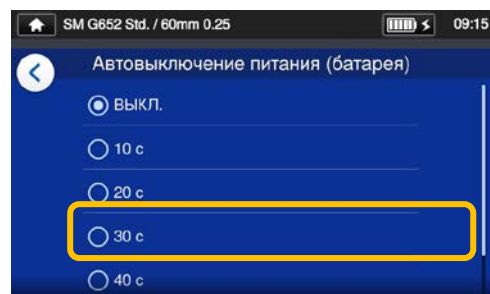 SM G652 Std. / 60mm 0.25 09:15
Автовыключение питания (батарея)
ВЫКЛ.
10 с
20 с
30 с
40 с